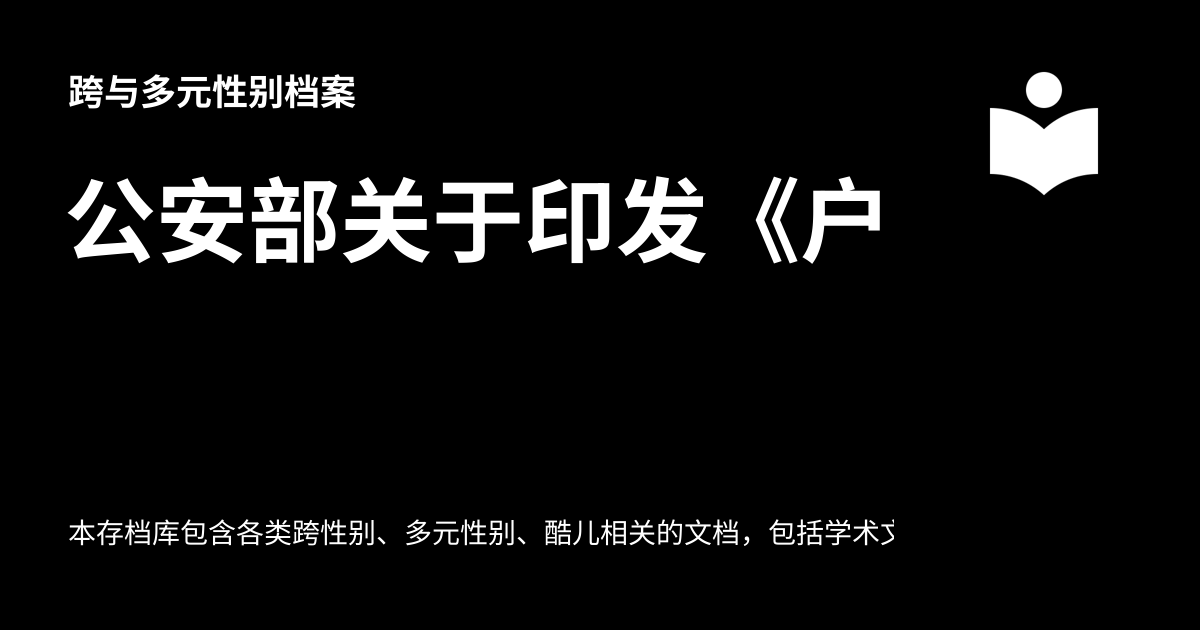 跨与多元性别档案
公安部关于印发《户
本存档库包含各类跨性别、多元性别、酷儿相关的文档，包括学术